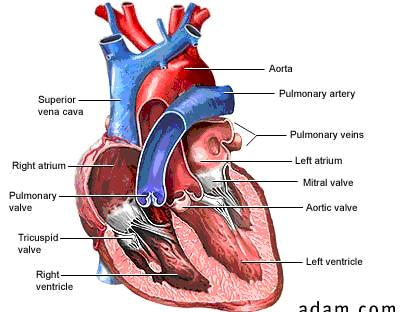 Aorta
Pulmonary artery
Superior
vena cava
Pulmonary veins
Left atrium
Right atrium
Mitral valve
Pulmonary
valve
Aortic valve
Tricuspid
valve
Left ventricle
Right
ventricle
adam.com